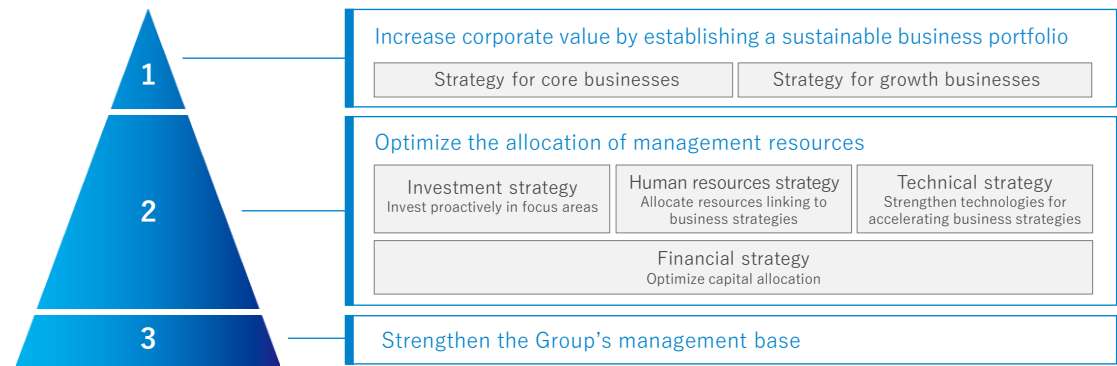 1
Increase corporate value by establishing a sustainable business portfolio
Strategy for core businesses
Strategy for growth businesses
2
Optimize the allocation of management resources
Investment strategy
Invest proactively in focus areas
Human resources strategy
Allocate resources linking to
business strategies
Technical strategy
Strengthen technologies for
accelerating business strategies
Financial strategy
Optimize capital allocation
3
Strengthen the Group’s management base